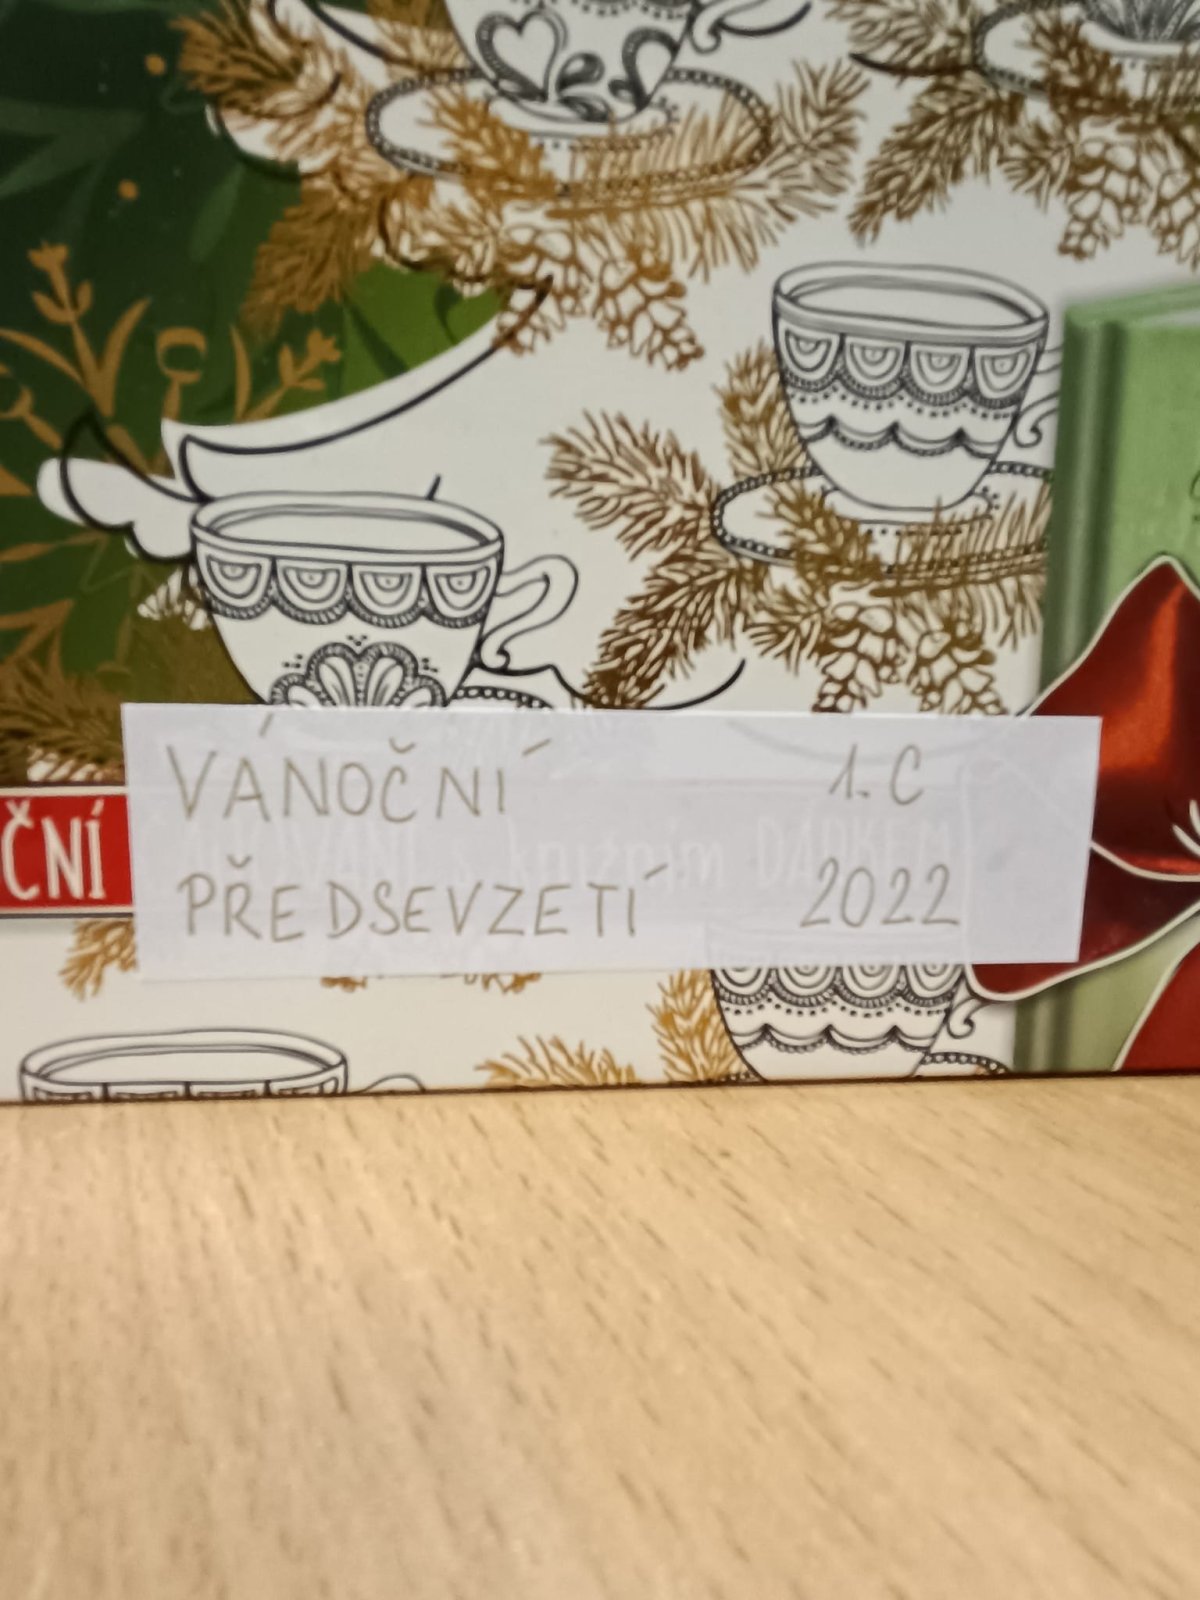 VÁNOČNÍ 1.C
ČNÍ
PŘEDSEVZETÍ 2022